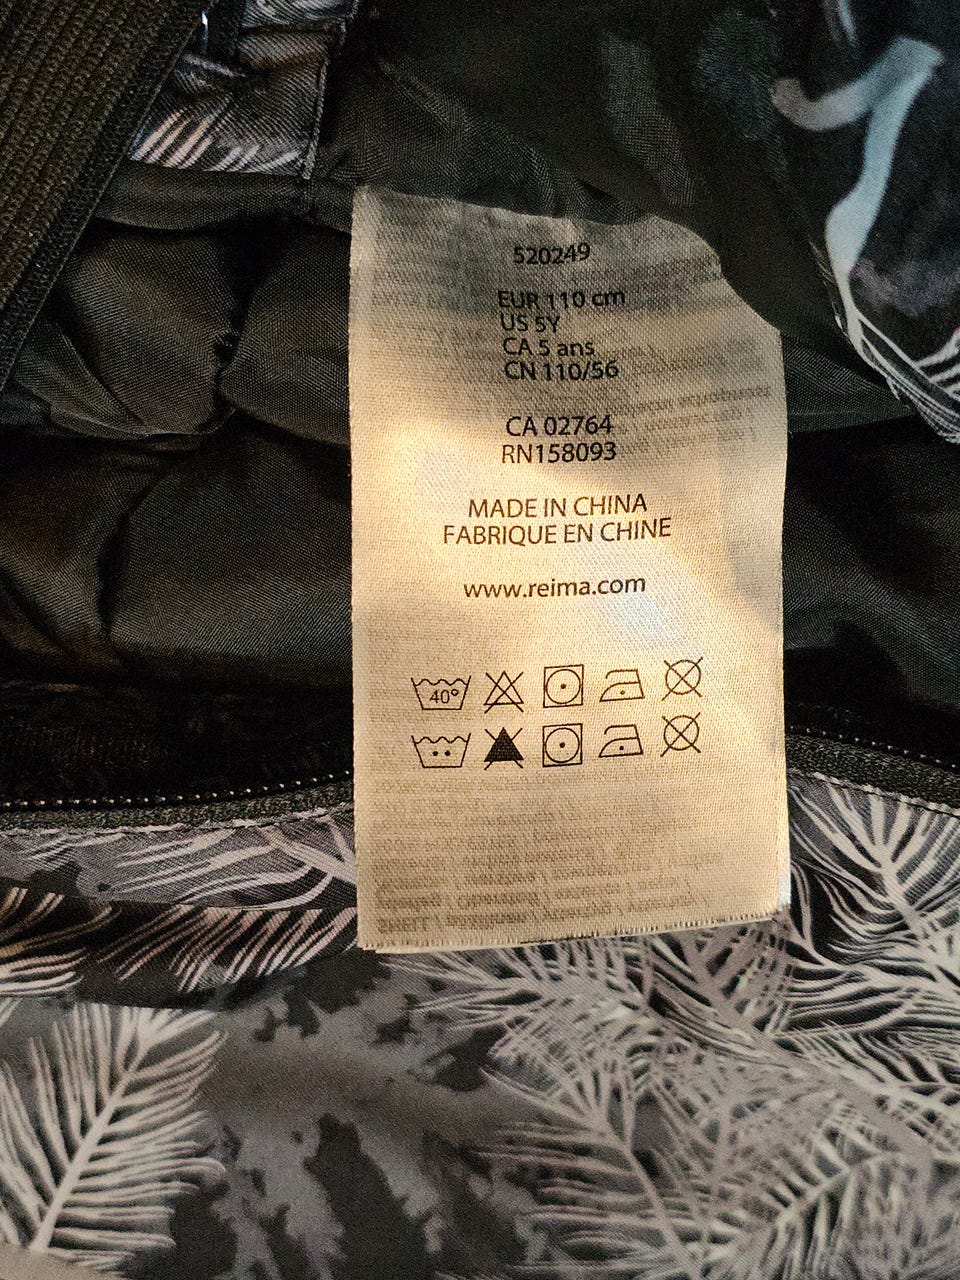 520249
EUR 110 cm
US 5Y
CA 5 ans
CN 110/56
CA 02764
RN158093
MADE IN CHINA
FABRIQUE EN CHINE
www.reima.com
40°